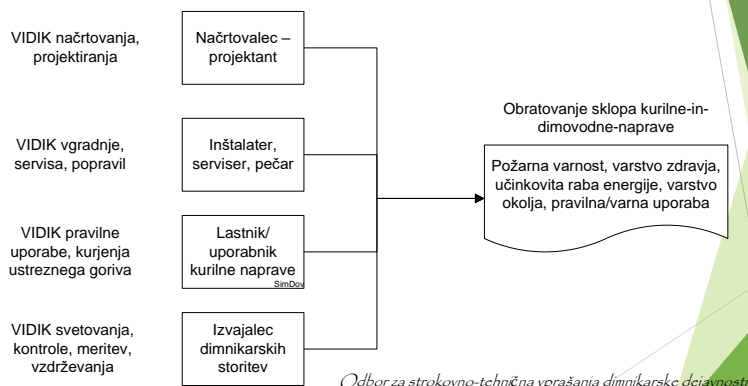 VIDIK načrtovanja,
projektiranja
Načrtovalec –
projektant
VIDIK vgradnje,
servisa, popravil
Inštalater,
serviser, pečar
VIDIK pravilne
uporabe, kurjenja
ustreznega goriva
Lastnik/
uporabnik
kurilne naprave
SimDov
VIDIK svetovanja,
kontrole, meritev,
vzdrževanja
Izvajalec
dimnikarskih
storitev
Obratovanje sklopa kurilne-in-
dimovodne-naprave
Požarna varnost, varstvo zdravja,
učinkovita raba energije, varstvo
okolja, pravilna/varna uporaba
Odbor za strokovno-tehnična vprašanja dimnikarske dejavnosti